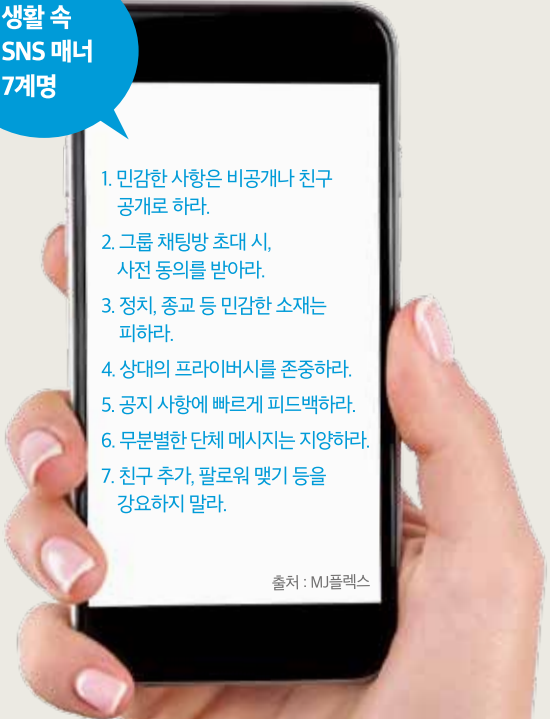 생활 속
SNS 매너
7계명
1. 민감한 사항은 비공개나 친구
공개로 하라.
2. 그룹 채팅방 초대 시,
사전 동의를 받아라.
3. 정치, 종교 등 민감한 소재는
피하라.
4. 상대의 프라이버시를 존중하라.
5. 공지 사항에 빠르게 피드백하라.
6. 무분별한 단체 메시지는 지양하라.
7. 친구 추가, 팔로워 맺기 등을
강요하지 말라.
출처 : MJ플렉스